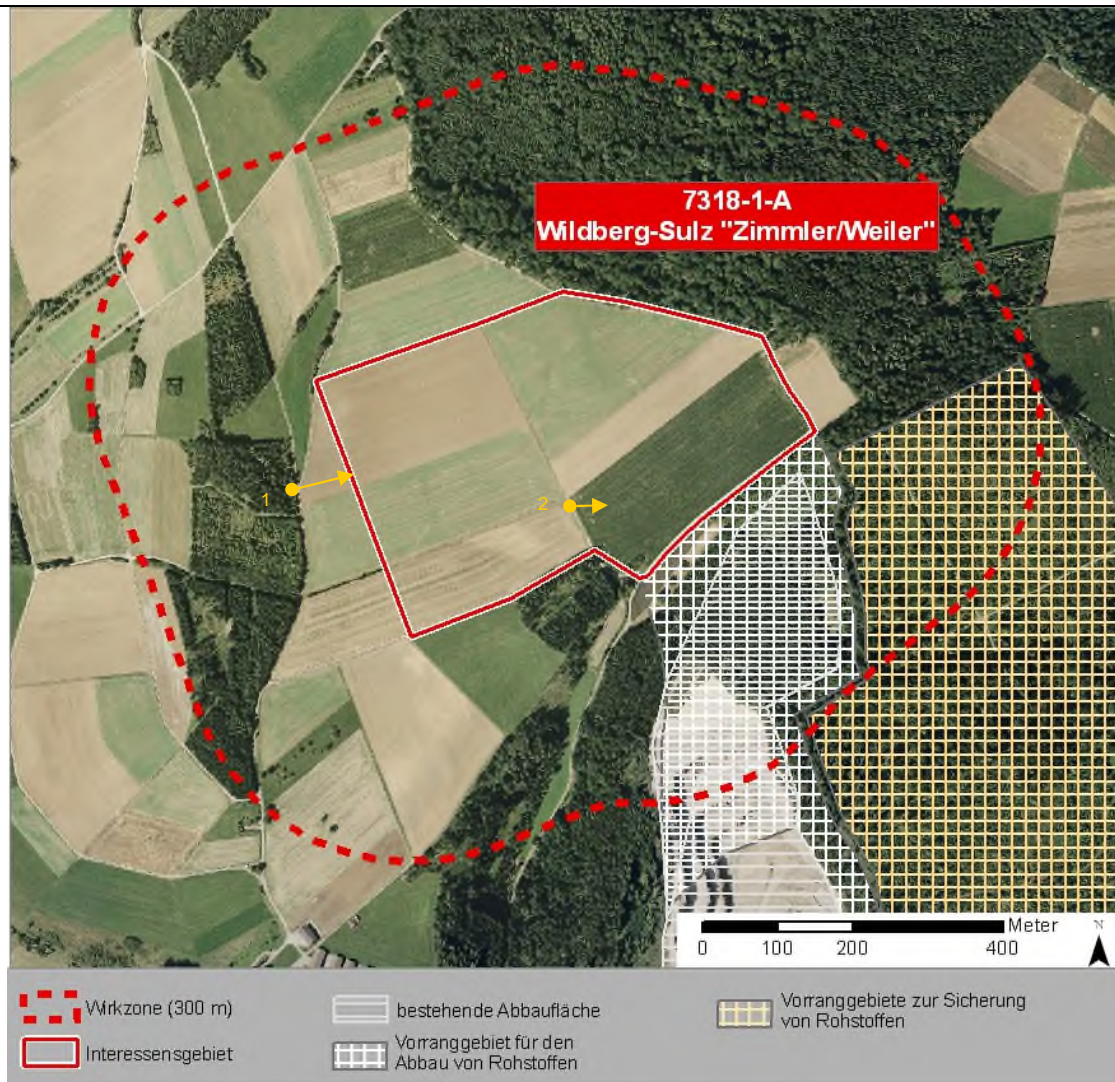 7318-1-A
Wildberg-Sulz "Zimmler/Weiler"
1
2
Meter
N
0
100
200
400
Wirkzone (300 m)
Interessensgebiet
bestehende Abbaufläche
Vorranggebiet für den
Abbau von Rohstoffen
Vorranggebiete zur Sicherung
von Rohstoffen